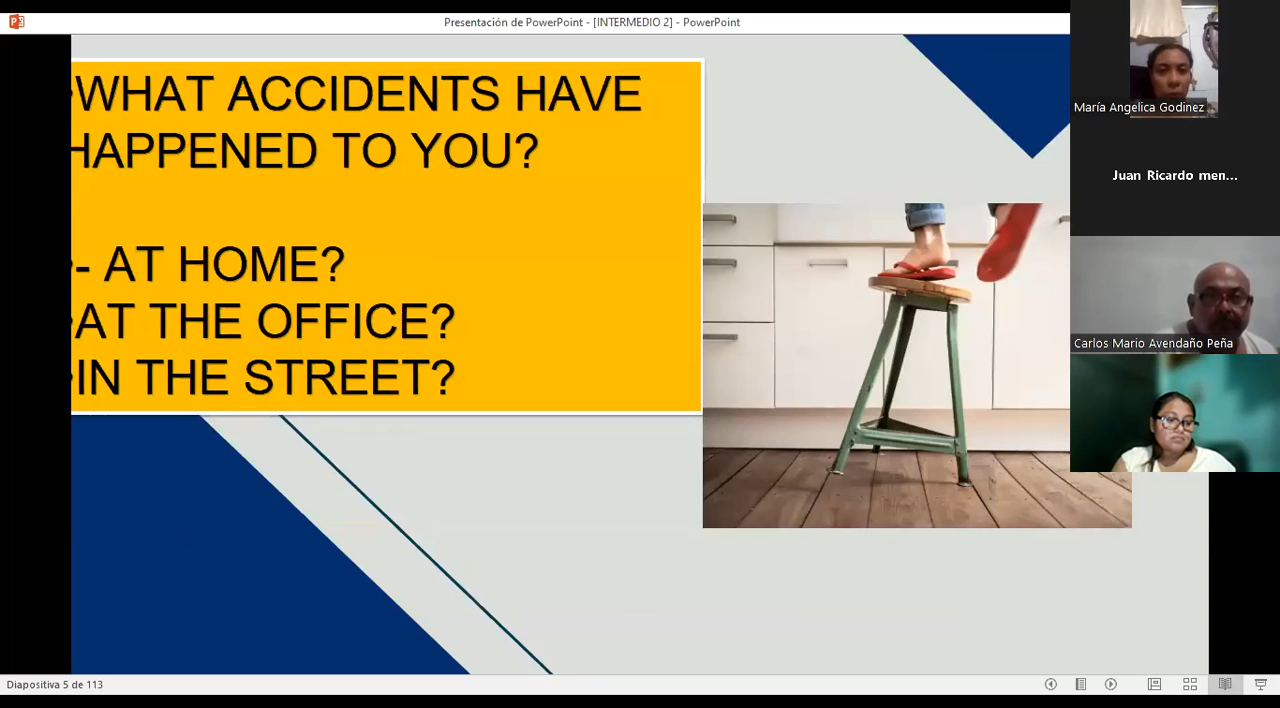 Presentación de PowerPoint - [INTERMEDIO 2] - PowerPoint
WHAT ACCIDENTS HAVE
HAPPENED TO YOU?
- AT HOME?
AT THE OFFICE?
IN THE STREET?
María Angelica Godinez
Juan Ricardo men...
Carlos Mario Avendaño Peña
Diapositiva 5 de 113